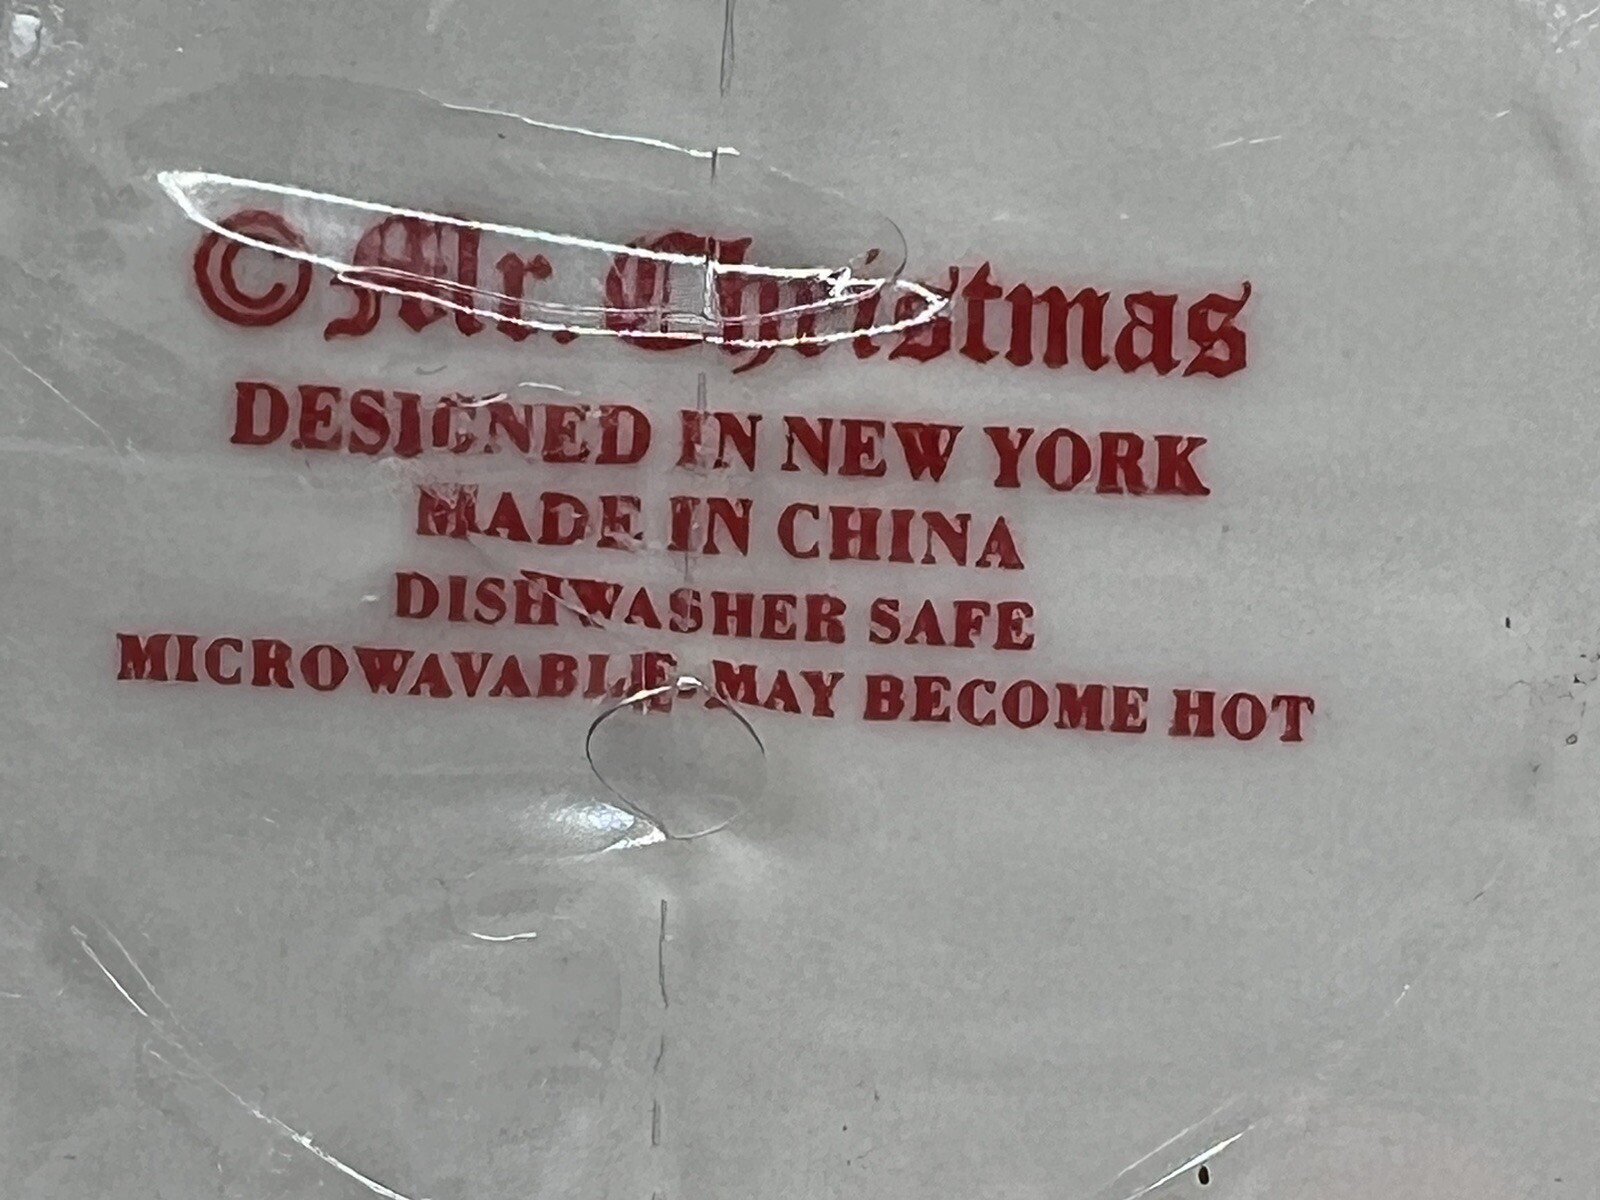 © Mr. Christmas
DESIGNED IN NEW YORK
MADE IN CHINA
DISHWASHER SAFE
MICROWAVABLE-MAY BECOME HOT